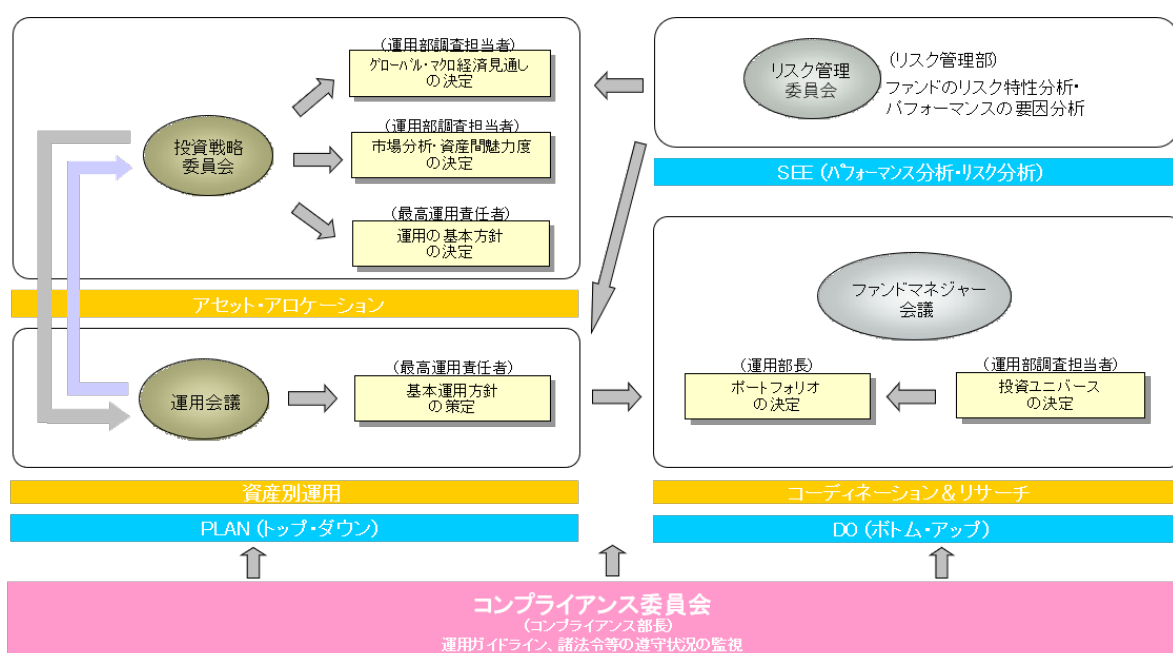 (運用部調査担当者)
グローバル・マクロ経済見通し
の決定
(運用部調査担当者)
市場分析・資産間魅力度
の決定
投資戦略
委員会
(最高運用責任者)
運用の基本方針
の決定
アセット・アロケーション
リスク管理
委員会
(リスク管理部)
ファンドのリスク特性分析・
パフォーマンスの要因分析
SEE (パフォーマンス分析・リスク分析)
運用会議
(最高運用責任者)
基本運用方針
の策定
資産別運用
PLAN (トップ・ダウン)
ファンドマネジャー
会議
(運用部長)
ポートフォリオ
の決定
(運用部調査担当者)
投資ユニバース
の決定
コーディネーション&リサーチ
DO (ボトム・アップ)
コンプライアンス委員会
(コンプライアンス部長)
運用ガイドライン、諸法令等の遵守状況の監視